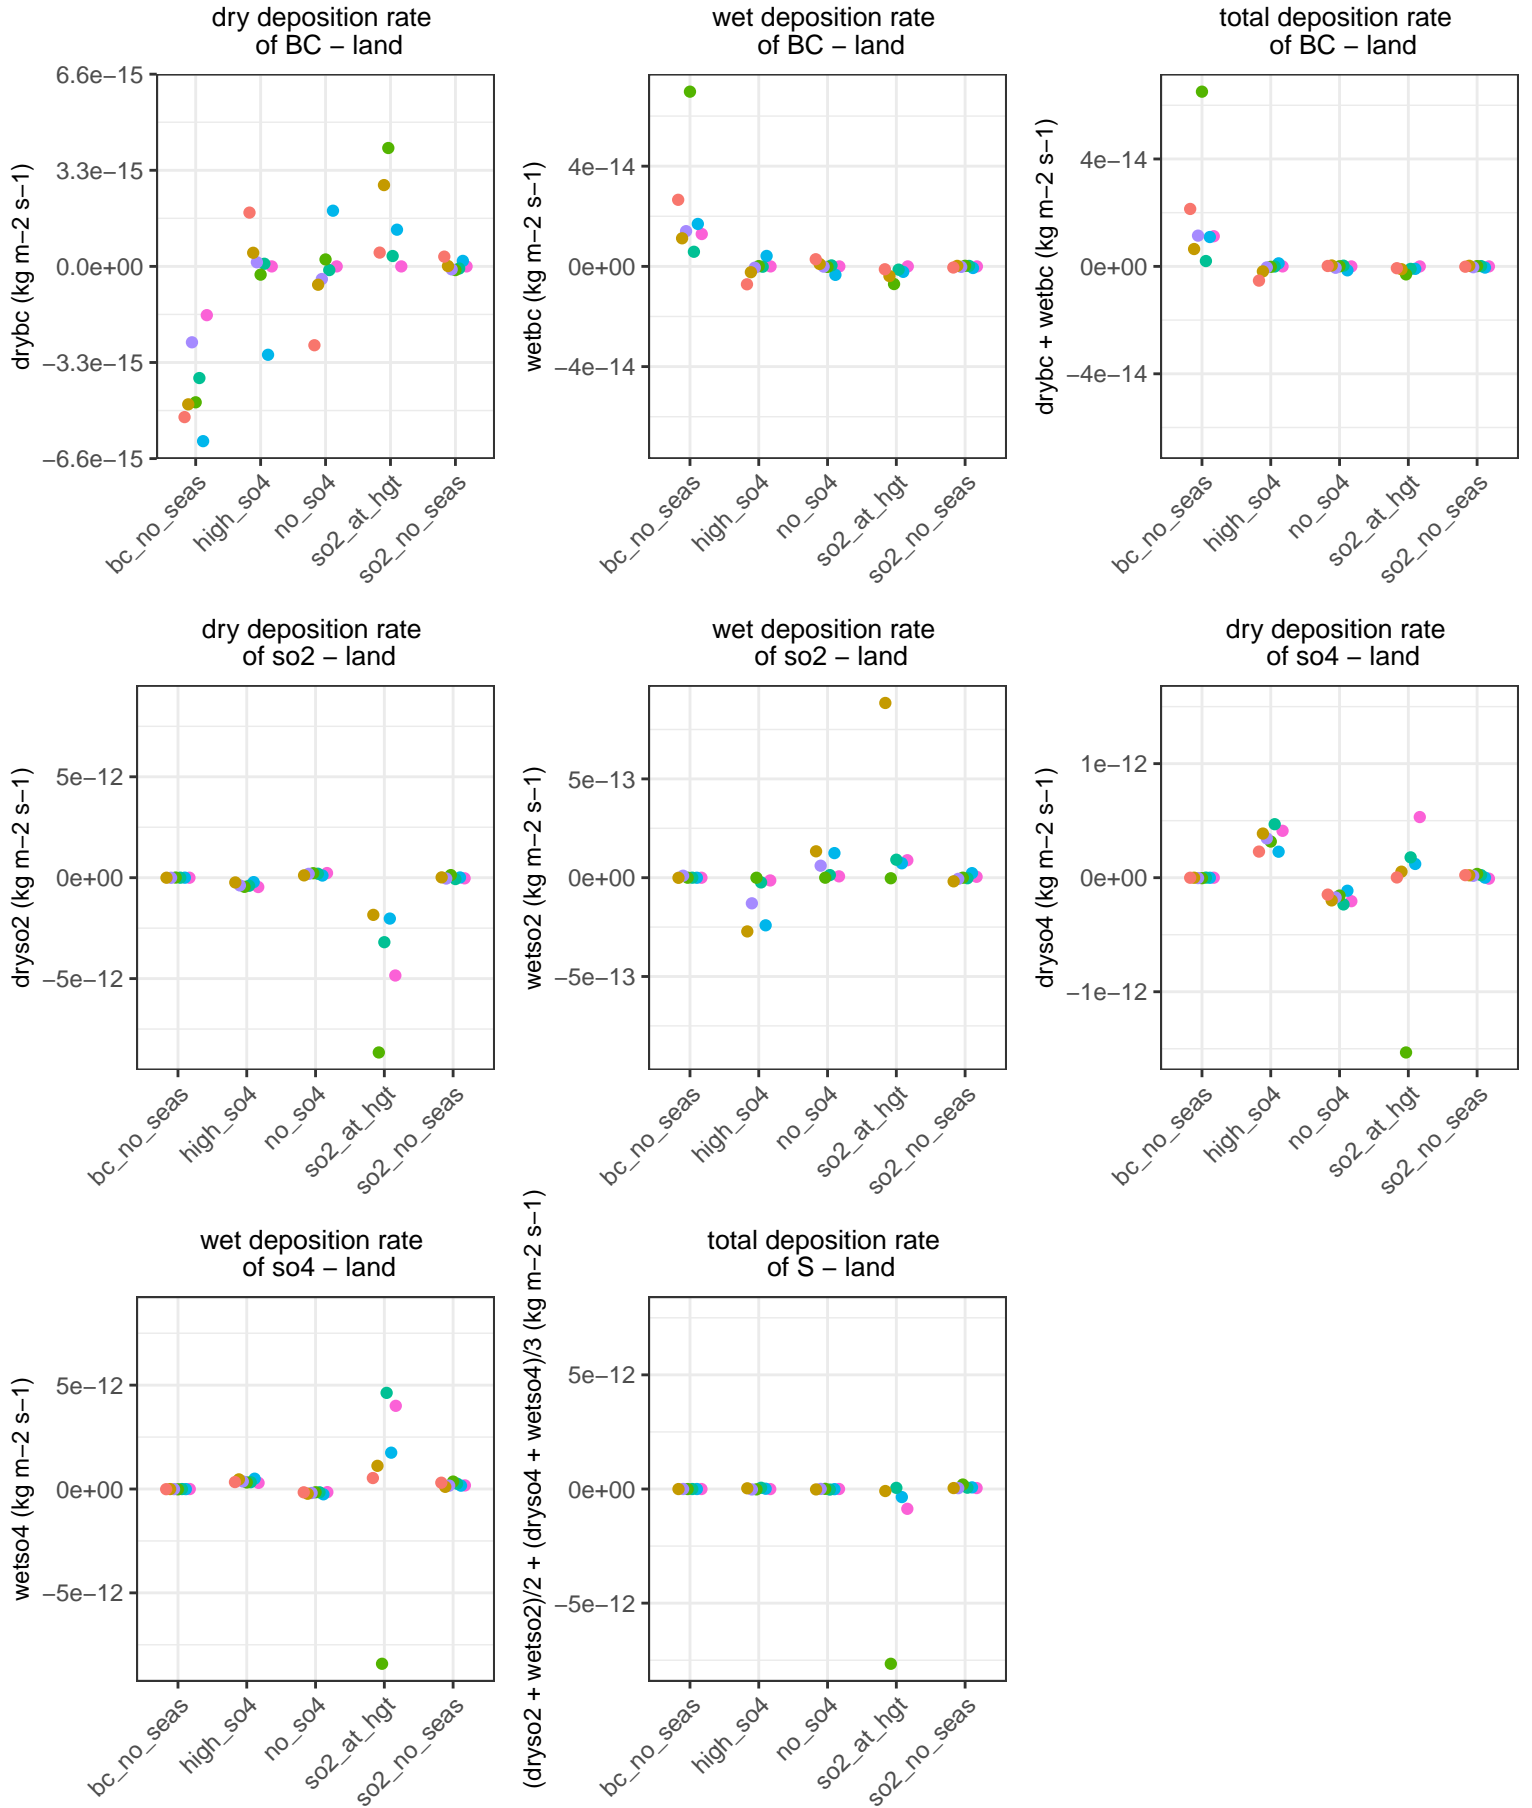 dry deposition rate
of BC − land
drybc (kg m−2 s−1)
6.6e−15
3.3e−15
0.0e+00
−3.3e−15
−6.6e−15
bc_no_seas
high_so4
no_so4
so2_at_hgt
so2_no_seas
wet deposition rate
of BC − land
wetbc (kg m−2 s−1)
4e−14
0e+00
−4e−14
bc_no_seas
high_so4
no_so4
so2_at_hgt
so2_no_seas
total deposition rate
of BC − land
drybc + wetbc (kg m−2 s−1)
4e−14
0e+00
−4e−14
bc_no_seas
high_so4
no_so4
so2_at_hgt
so2_no_seas
dry deposition rate
of so2 − land
dryso2 (kg m−2 s−1)
5e−12
0e+00
−5e−12
bc_no_seas
high_so4
no_so4
so2_at_hgt
so2_no_seas
wet deposition rate
of so2 − land
wetso2 (kg m−2 s−1)
5e−13
0e+00
−5e−13
bc_no_seas
high_so4
no_so4
so2_at_hgt
so2_no_seas
dry deposition rate
of so4 − land
dryso4 (kg m−2 s−1)
1e−12
0e+00
−1e−12
bc_no_seas
high_so4
no_so4
so2_at_hgt
so2_no_seas
wet deposition rate
of so4 − land
wetso4 (kg m−2 s−1)
5e−12
0e+00
−5e−12
bc_no_seas
high_so4
no_so4
so2_at_hgt
so2_no_seas
total deposition rate
of S − land
(dryso2 + wetso2)/2 + (dryso4 + wetso4)/3 (kg m−2 s−1)
5e−12
0e+00
−5e−12
bc_no_seas
high_so4
no_so4
so2_at_hgt
so2_no_seas